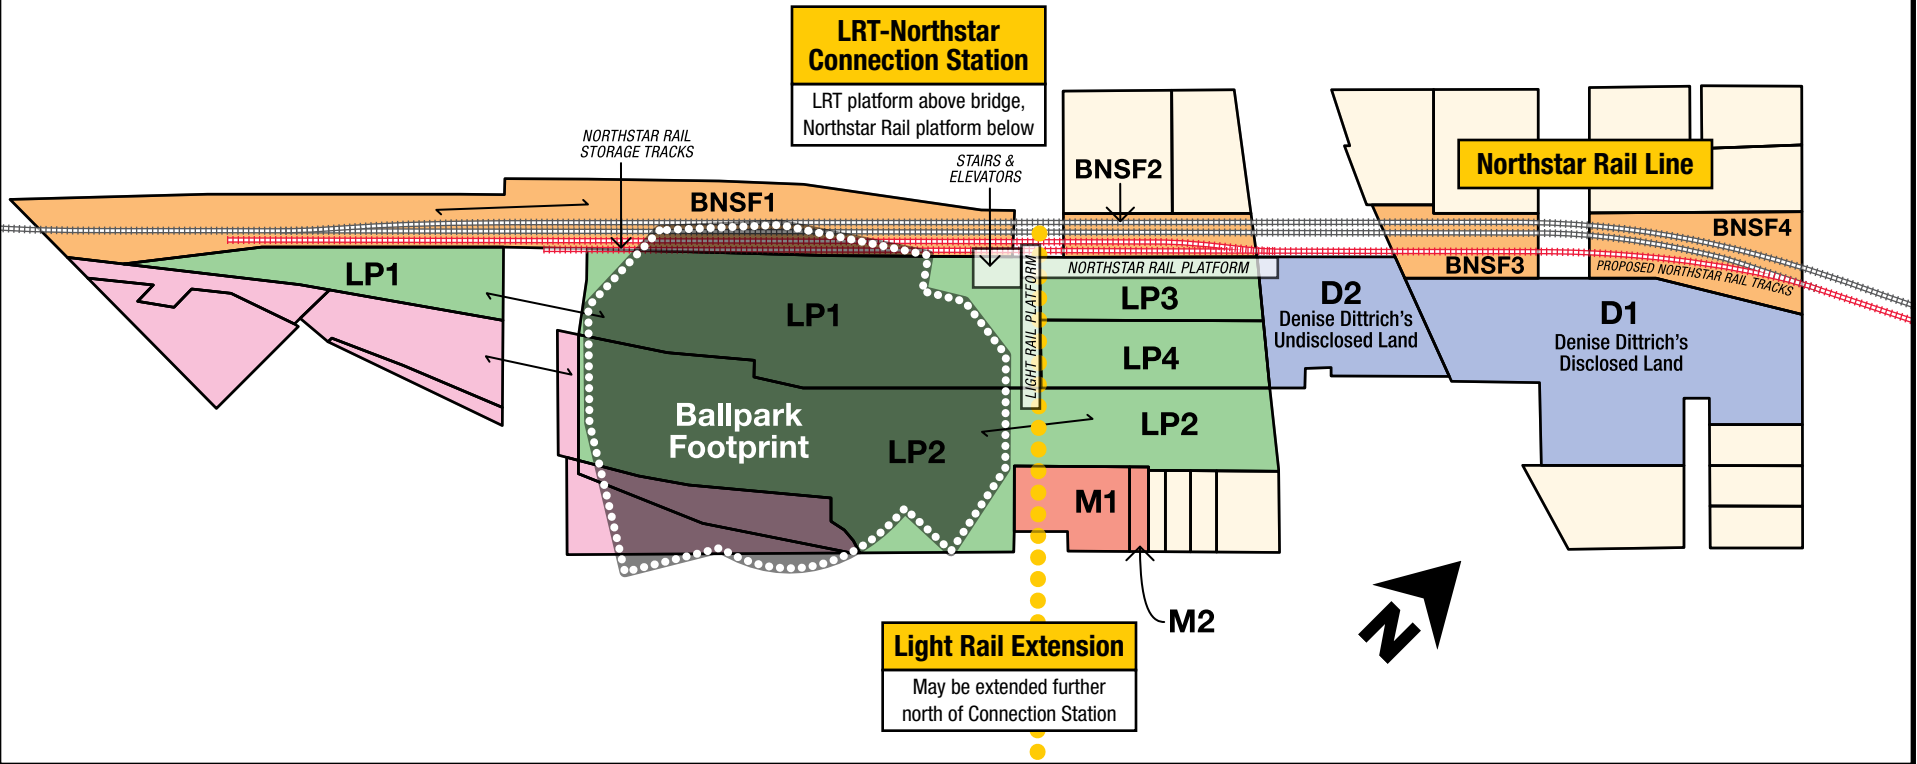 LRT-Northstar
Connection Station
LRT platform above bridge,
Northstar Rail platform below
NORTHSTAR RAIL
STORAGE TRACKS
STAIRS &
ELEVATORS
BNSF2
Northstar Rail Line
BNSF1
BNSF4
BNSF3
PROPOSED NORTHSTAR RAIL TRACKS
NORTHSTAR RAIL PLATFORM
LIGHT RAIL PLATFORM
LP1
LP1
LP3
D2
Denise Dittrich’s
Undisclosed Land
D1
Denise Dittrich’s
Disclosed Land
LP4
Ballpark
Footprint
LP2
LP2
M1
M2
N
Light Rail Extension
May be extended further
north of Connection Station